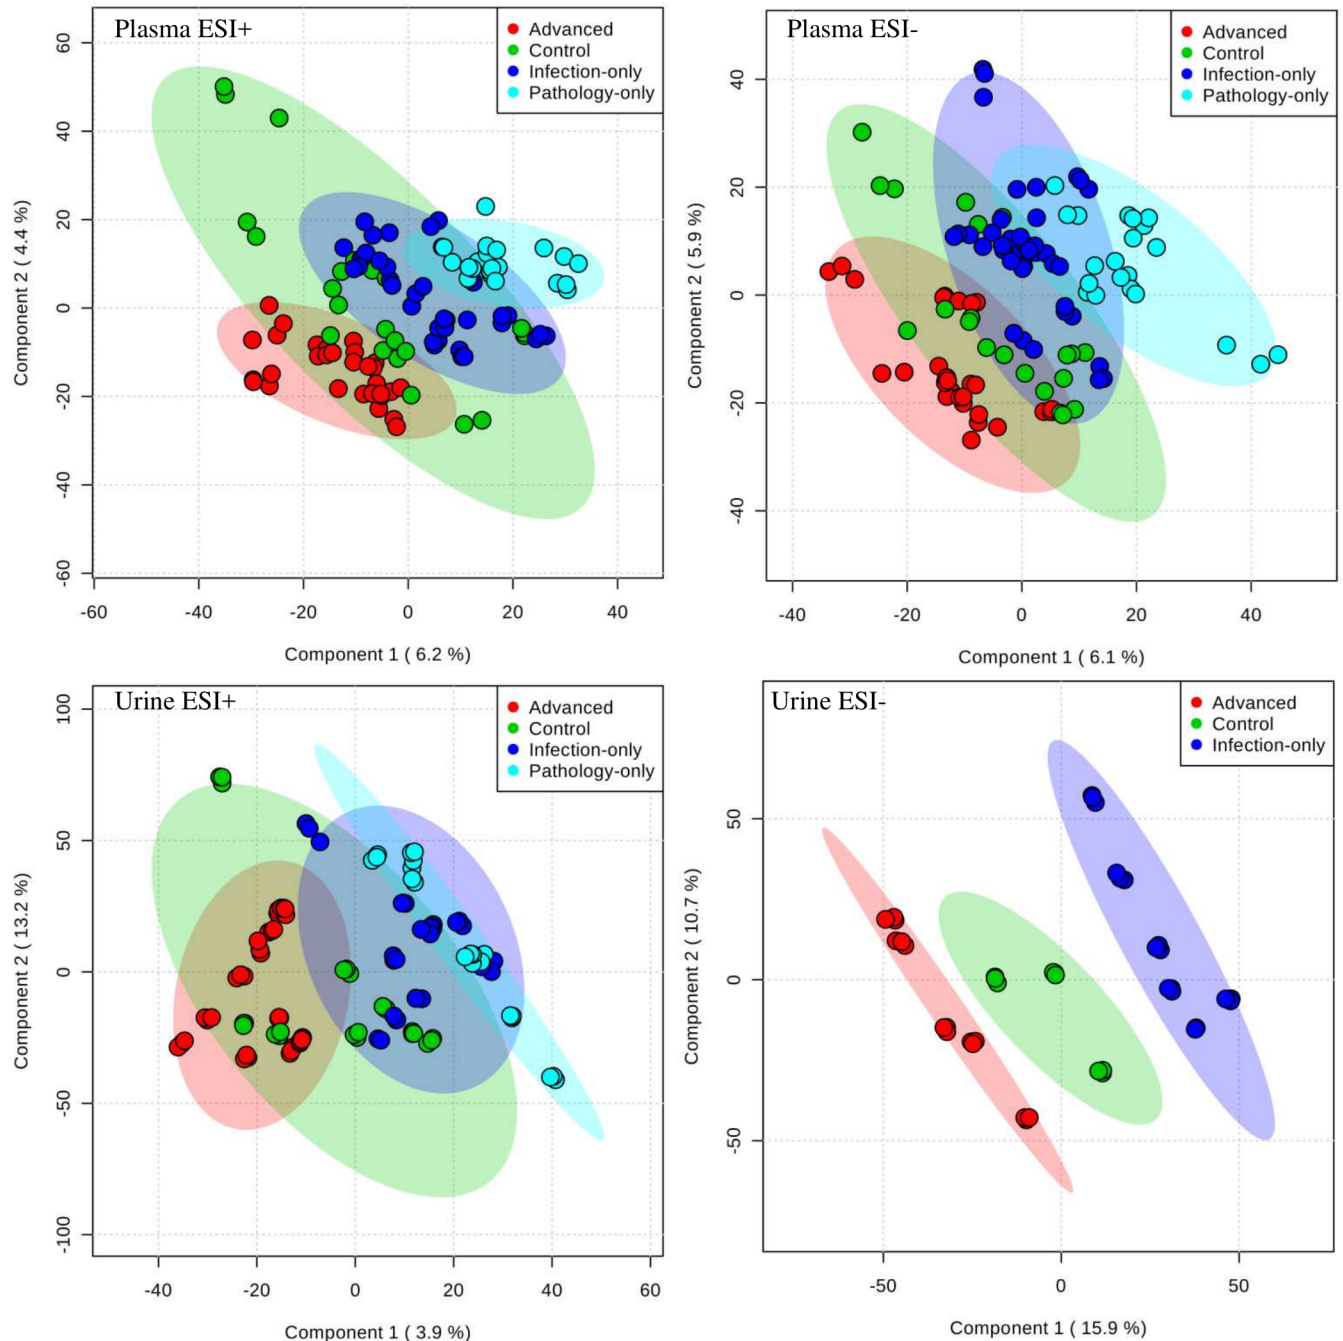 Plasma ESI+
Advanced
Control
Infection-only
Pathology-only
60
40
20
0
-20
-40
-60
Component 2 ( 4.4 %)
-60 -40 -20 0 20 40
Component 1 ( 6.2 %)
Plasma ESI-
Advanced
Control
Infection-only
Pathology-only
40
20
0
-20
-40
Component 2 ( 5.9 %)
-40 -20 0 20 40
Component 1 ( 6.1 %)
Urine ESI+
Advanced
Control
Infection-only
Pathology-only
100
50
0
-50
-100
Component 2 ( 13.2 %)
-40 -20 0 20 40 60
Component 1 ( 3.9 %)
Urine ESI-
Advanced
Control
Infection-only
50
0
-50
Component 2 ( 10.7 %)
-50 0 50
Component 1 ( 15.9 %)